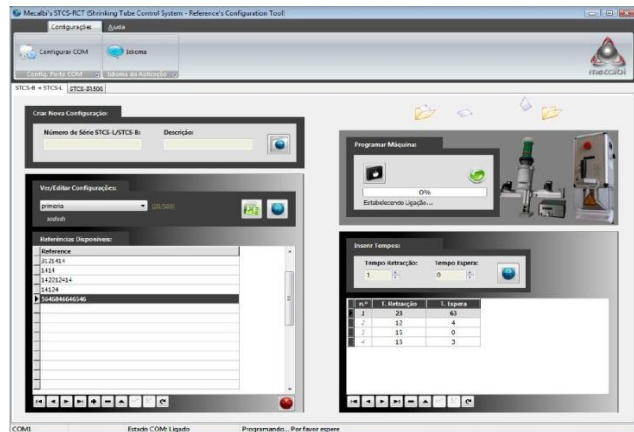 Mecalbi's STCS-RCT (Shrinking Tube Control System - Reference's Configuration Tool)
Configurações Ajuda
Configurar COM Idioma
Config. Porta COM Idioma da Aplicação
mecalbi
STCS-B + STCS-L STCS-IR500
Criar Nova Configuração:
Número de Série STCS-L/STCS-B: Descrição:
Programar Máquina:
0%
Estabelecendo Ligação...
Ver/Editar Configurações:
primeria
Referências Disponíveis:
Reference
3121414
1414
142212414
14124
5646846646546
Inserir Tempos:
Tempo Retracção: Tempo Espera:
1 0
n.º T. Retracção T. Espera
1 23 63
2 12 4
3 15 0
4 15 3
COM1 Estado COM: Ligado Programando... Por favor espere